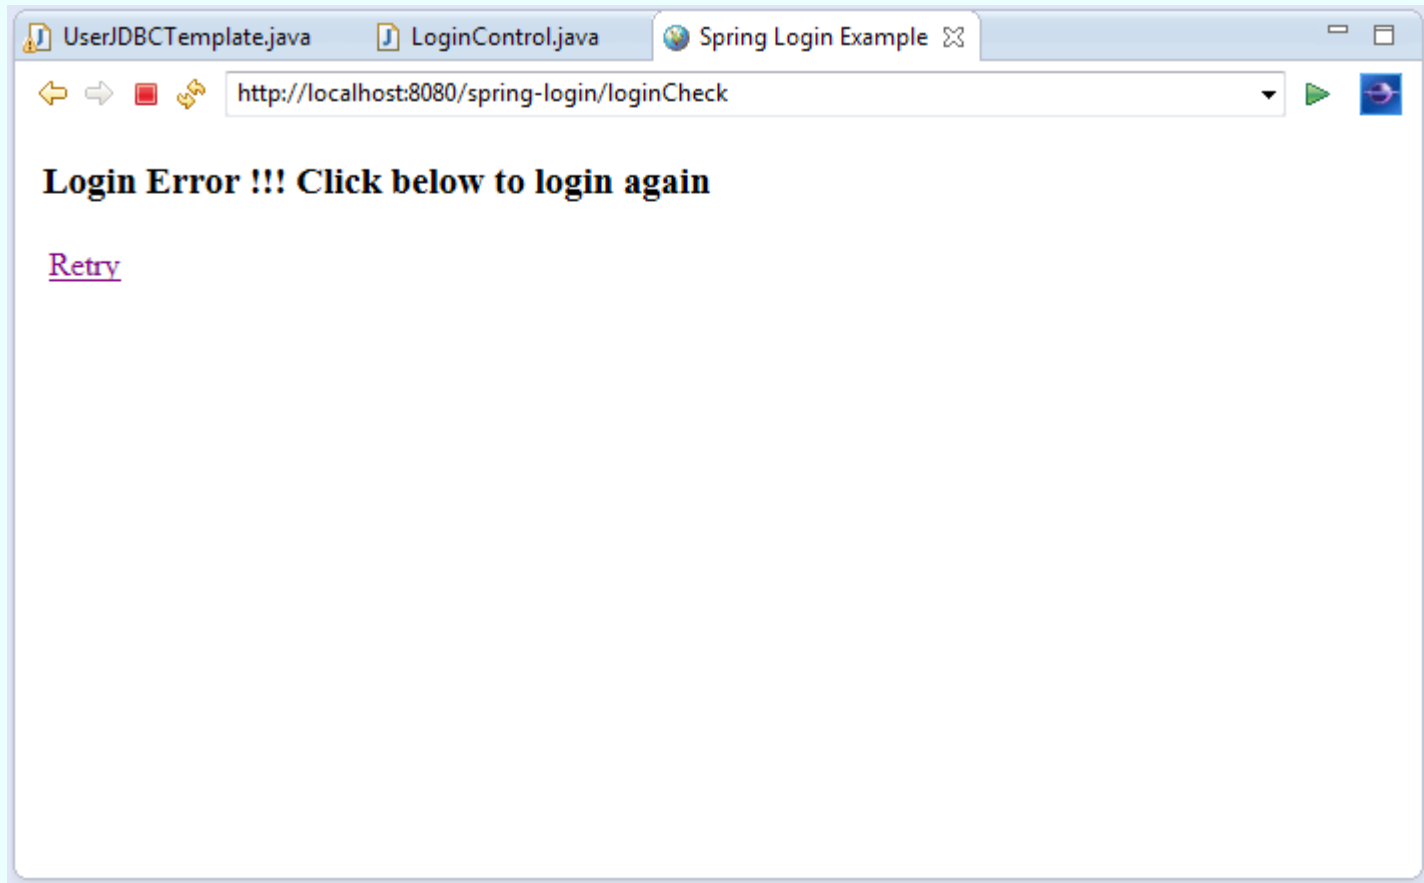 UserJDBCTemplate.java LoginControl.java Spring Login Example
http://localhost:8080/spring-login/loginCheck
Login Error !!! Click below to login again
Retry